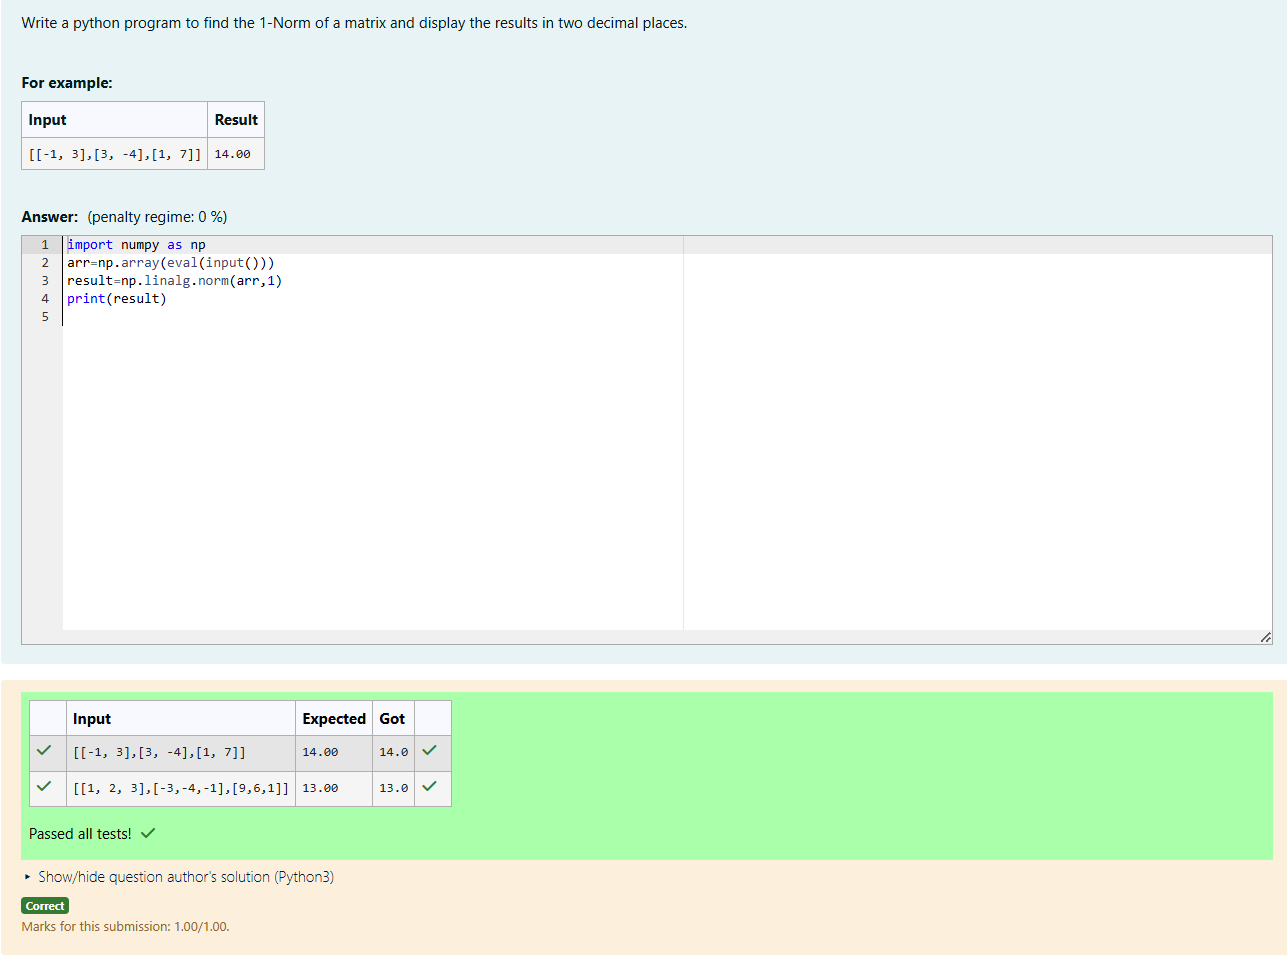 Write a python program to find the 1-Norm of a matrix and display the results in two decimal places.
For example:
Input Result
[[-1, 3],[3, -4],[1, 7]] 14.00
Answer: (penalty regime: 0 %)
1 import numpy as np
2 arr=np.array(eval(input()))
3 result=np.linalg.norm(arr,1)
4 print(result)
5
Input Expected Got
[[-1, 3],[3, -4],[1, 7]] 14.00 14.0
[[1, 2, 3],[-3,-4,-1],[9,6,1]] 13.00 13.0
Passed all tests!
Show/hide question author's solution (Python3)
Correct
Marks for this submission: 1.00/1.00.